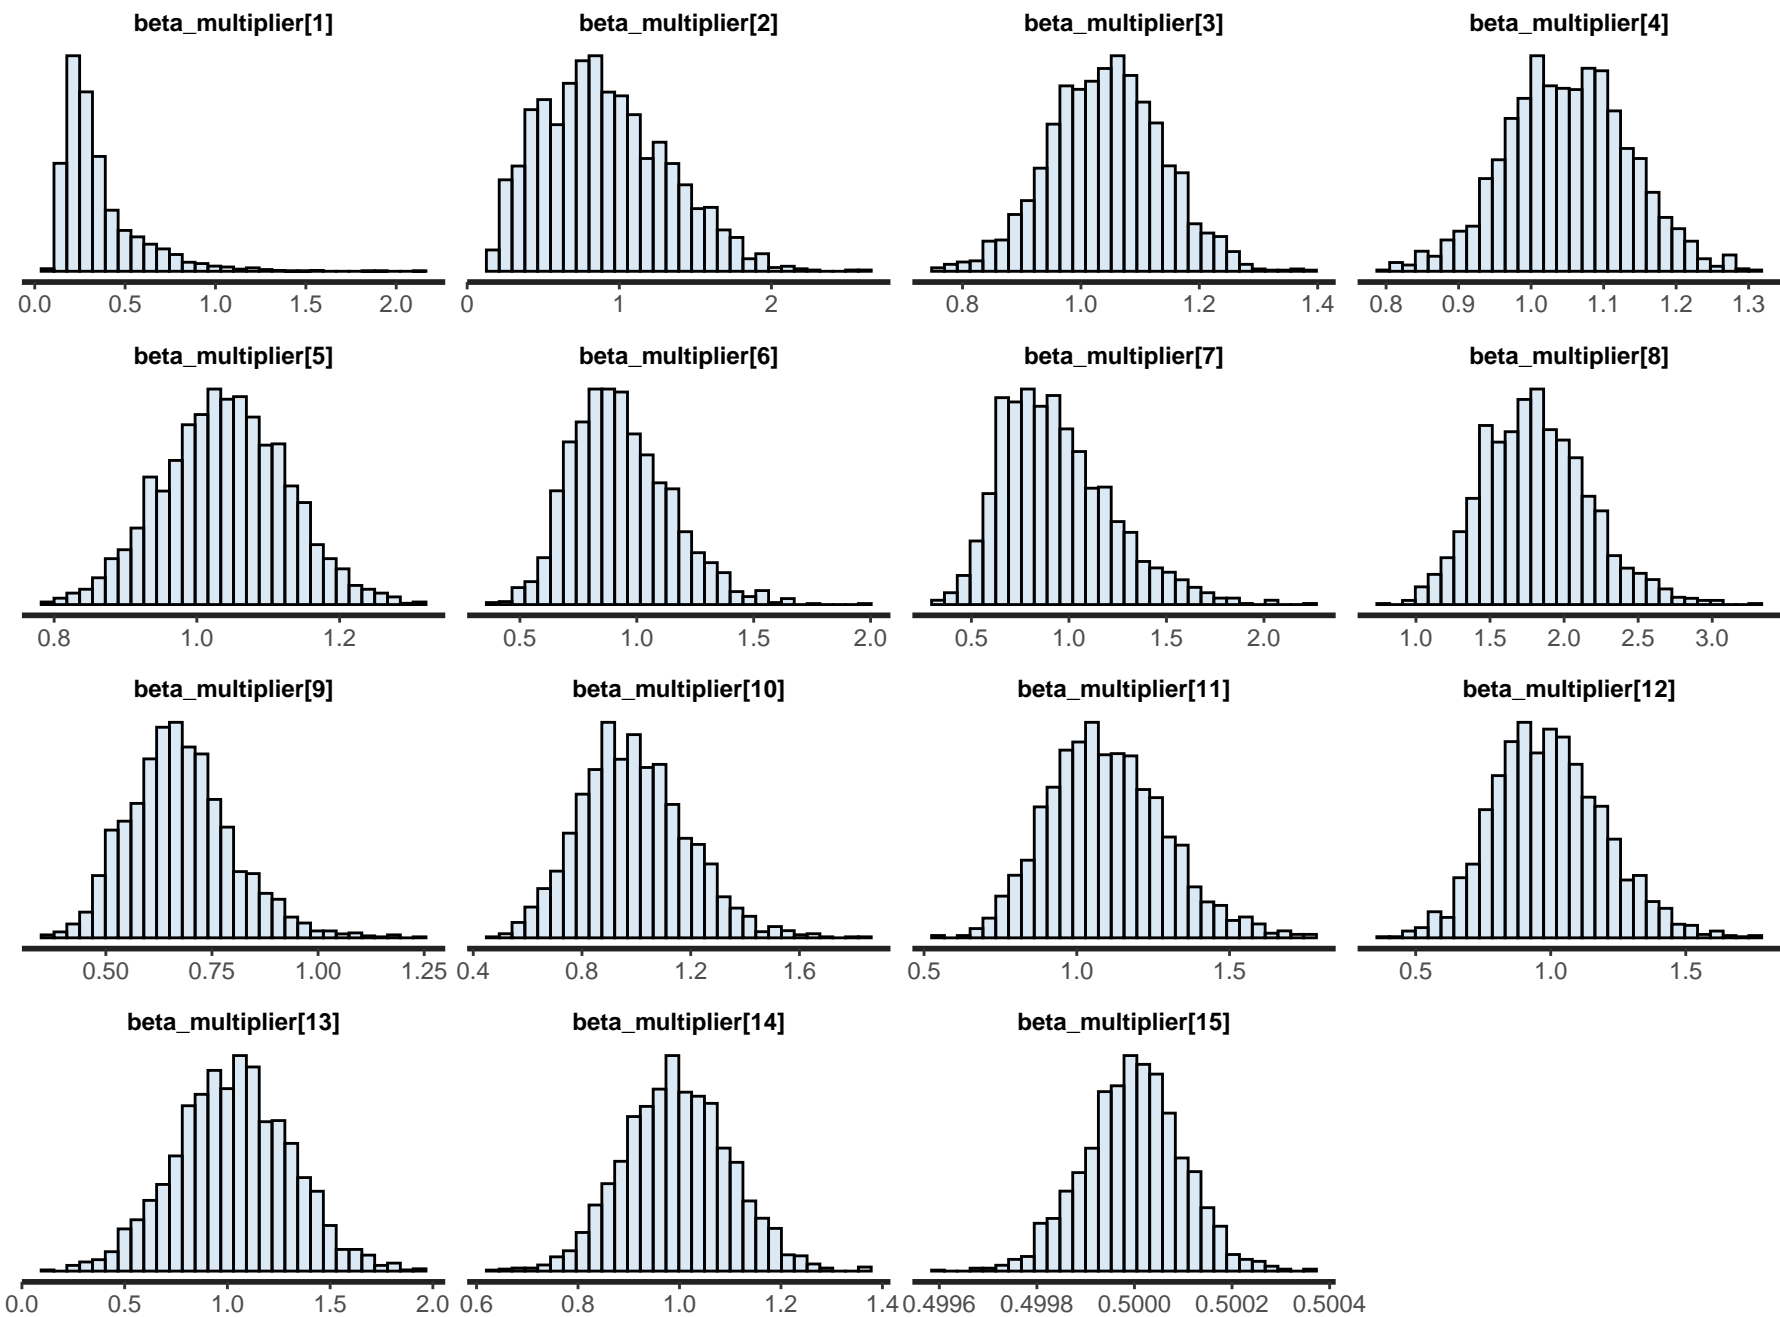 beta_multiplier[1] beta_multiplier[2] beta_multiplier[3] beta_multiplier[4]
0.0 0.5 1.0 1.5 2.0 0 1 2 0.8 1.0 1.2 1.4 0.8 0.9 1.0 1.1 1.2 1.3
beta_multiplier[5] beta_multiplier[6] beta_multiplier[7] beta_multiplier[8]
0.8 1.0 1.2 0.5 1.0 1.5 2.0 0.5 1.0 1.5 2.0 1.0 1.5 2.0 2.5 3.0
beta_multiplier[9] beta_multiplier[10] beta_multiplier[11] beta_multiplier[12]
0.50 0.75 1.00 1.25 0.4 0.8 1.2 1.6 0.5 1.0 1.5 0.5 1.0 1.5
beta_multiplier[13] beta_multiplier[14] beta_multiplier[15]
0.0 0.5 1.0 1.5 2.0 0.6 0.8 1.0 1.2 1.4 0.4996 0.4998 0.5000 0.5002 0.5004